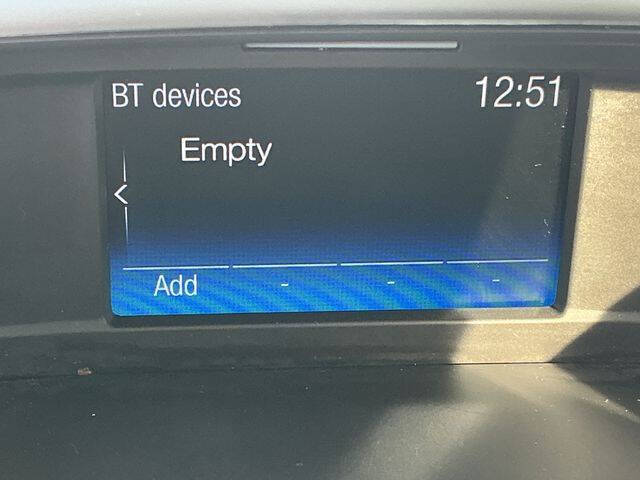 BT devices 12:51
Empty
Add - - -